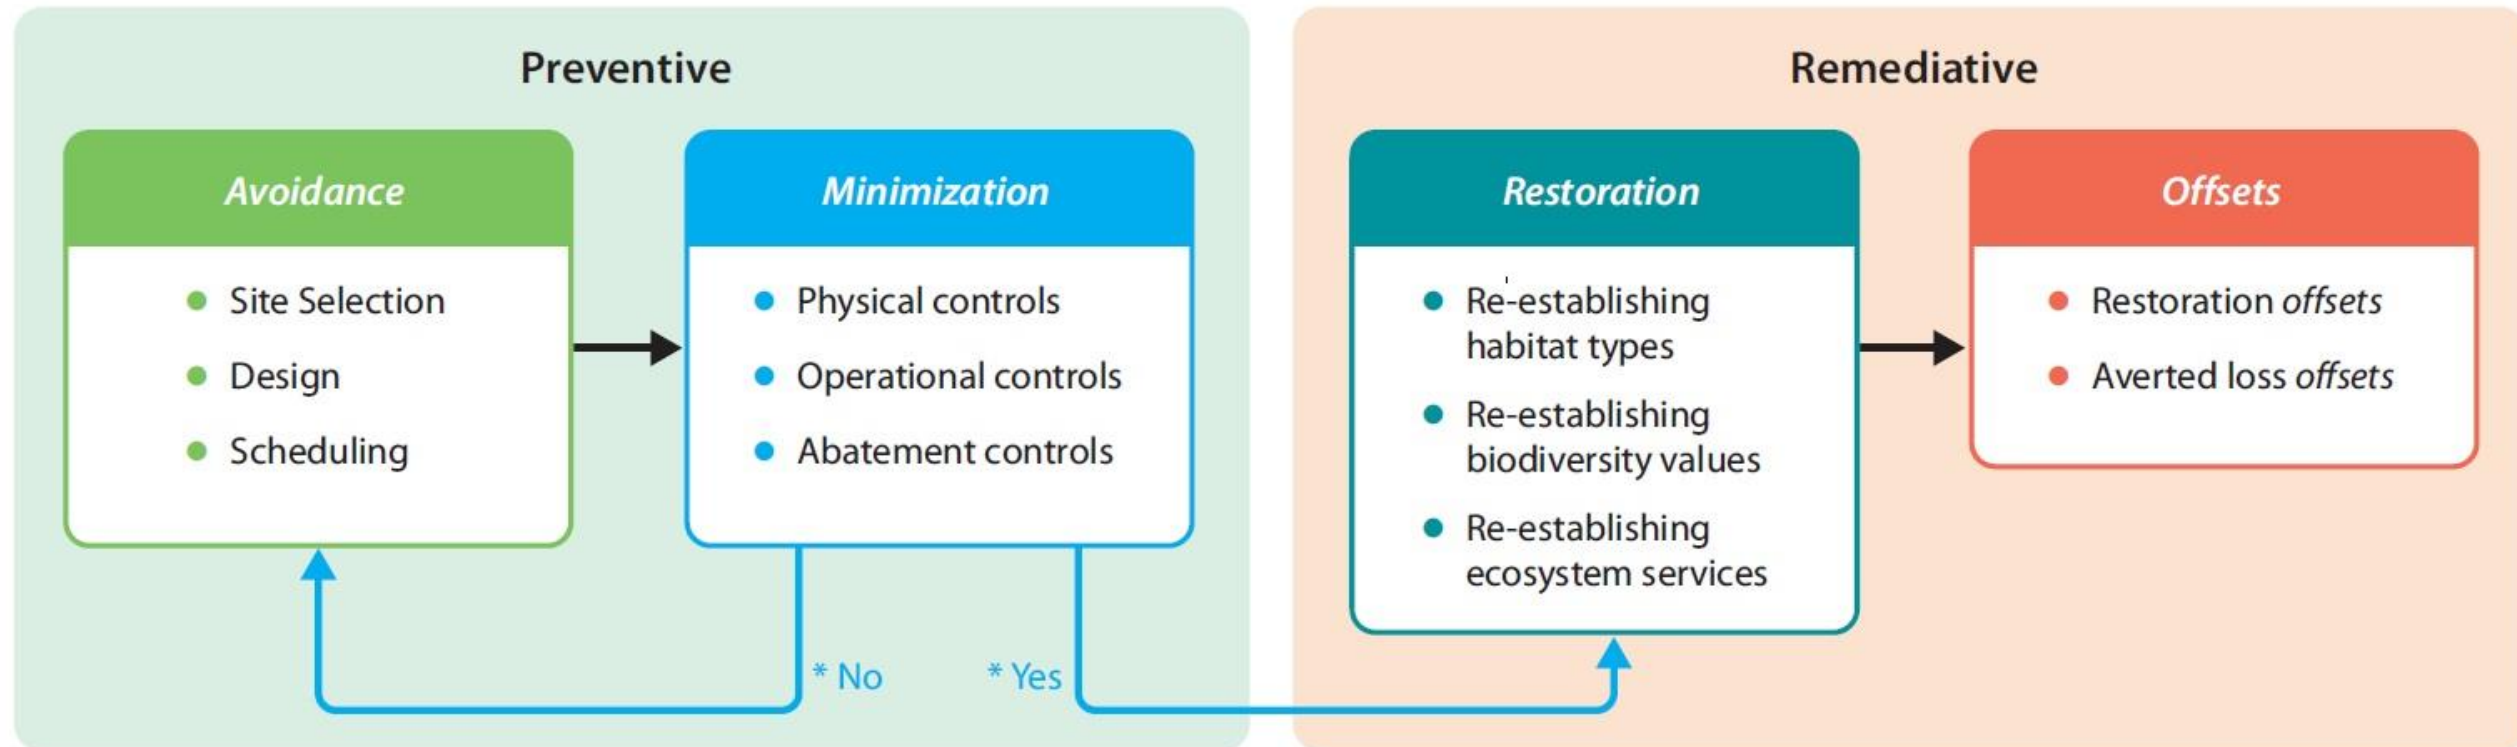 Preventive
Avoidance
● Site Selection
● Design
● Scheduling
Minimization
● Physical controls
● Operational controls
● Abatement controls
* No
* Yes
Remediative
Restoration
● Re-establishing
habitat types
● Re-establishing
biodiversity values
● Re-establishing
ecosystem services
Offsets
● Restoration offsets
● Averted loss offsets